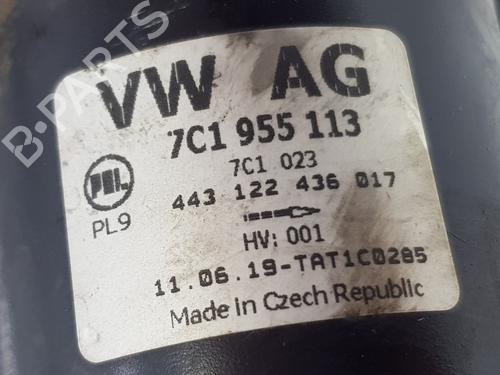 VW AG
7C1 955 113
7C1 023
443 122 436 017
PL9
HV: 001
11.06.19-TAT1C0285
Made in Czech Republic
B-PARTS